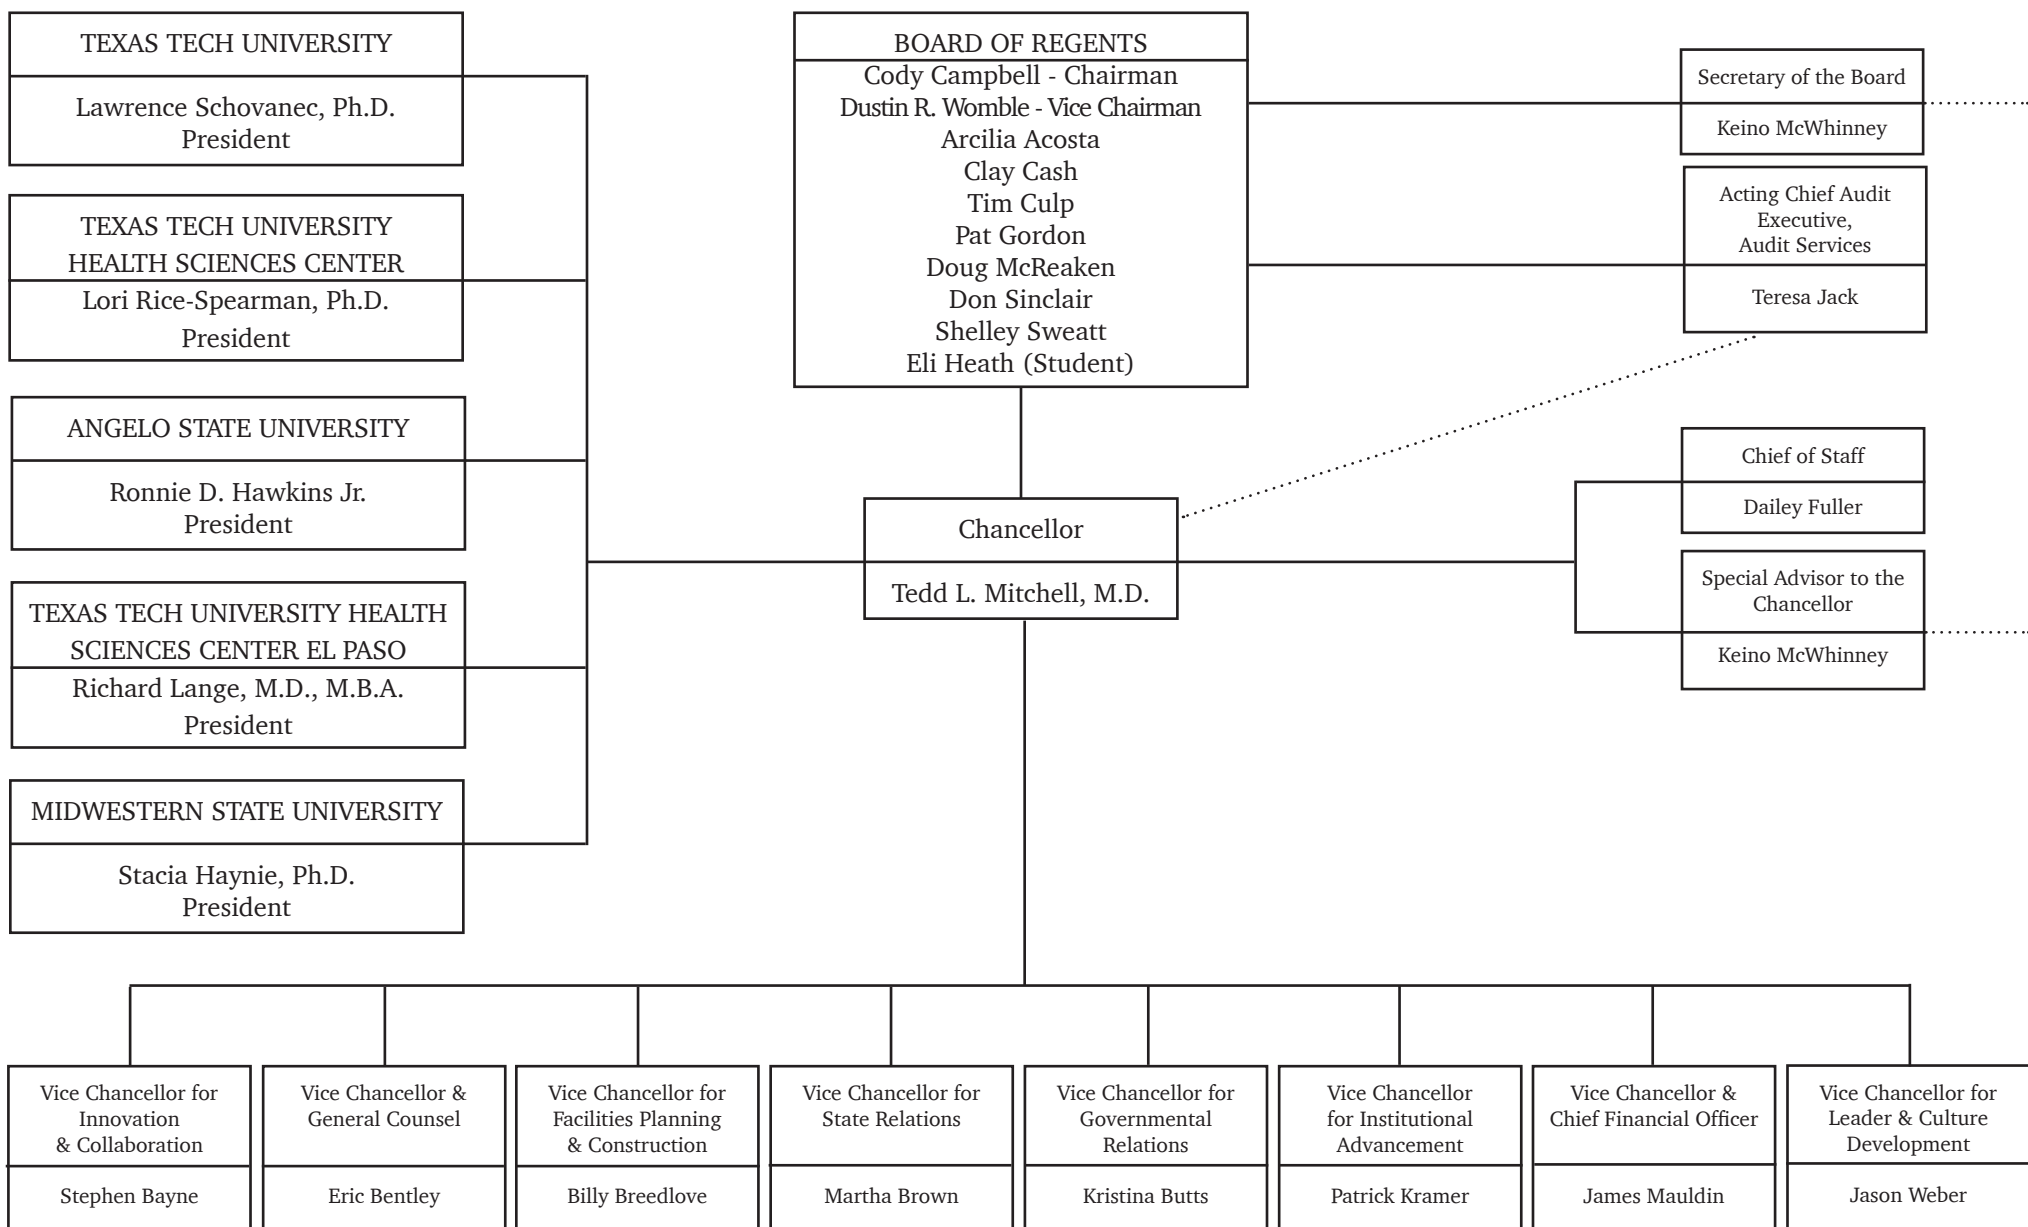 TEXAS TECH UNIVERSITY
Lawrence Schovanec, Ph.D.
President
TEXAS TECH UNIVERSITY
HEALTH SCIENCES CENTER
Lori Rice-Spearman, Ph.D.
President
ANGELO STATE UNIVERSITY
Ronnie D. Hawkins Jr.
President
TEXAS TECH UNIVERSITY HEALTH
SCIENCES CENTER EL PASO
Richard Lange, M.D., M.B.A.
President
MIDWESTERN STATE UNIVERSITY
Stacia Haynie, Ph.D.
President
BOARD OF REGENTS
Cody Campbell - Chairman
Dustin R. Womble - Vice Chairman
Arcilia Acosta
Clay Cash
Tim Culp
Pat Gordon
Doug McReaken
Don Sinclair
Shelley Sweatt
Eli Heath (Student)
Chancellor
Tedd L. Mitchell, M.D.
Secretary of the Board
Keino McWhinney
Acting Chief Audit
Executive,
Audit Services
Teresa Jack
Chief of Staff
Dailey Fuller
Special Advisor to the
Chancellor
Keino McWhinney
Vice Chancellor for
Innovation
& Collaboration
Stephen Bayne
Vice Chancellor &
General Counsel
Eric Bentley
Vice Chancellor for
Facilities Planning
& Construction
Billy Breedlove
Vice Chancellor for
State Relations
Martha Brown
Vice Chancellor for
Governmental
Relations
Kristina Butts
Vice Chancellor
for Institutional
Advancement
Patrick Kramer
Vice Chancellor &
Chief Financial Officer
James Mauldin
Vice Chancellor for
Leader & Culture
Development
Jason Weber